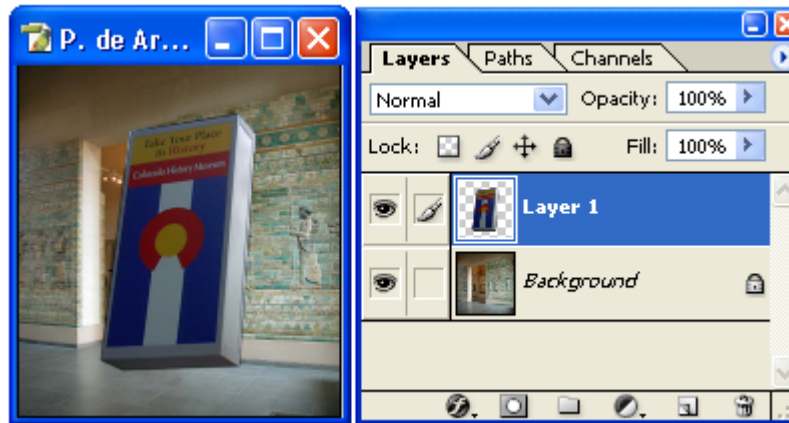 P. de Ar...
Take Your Place
in History
Colorado History Museum
Layers Paths Channels
Normal Opacity: 100%
Lock: Fill: 100%
Layer 1
Background